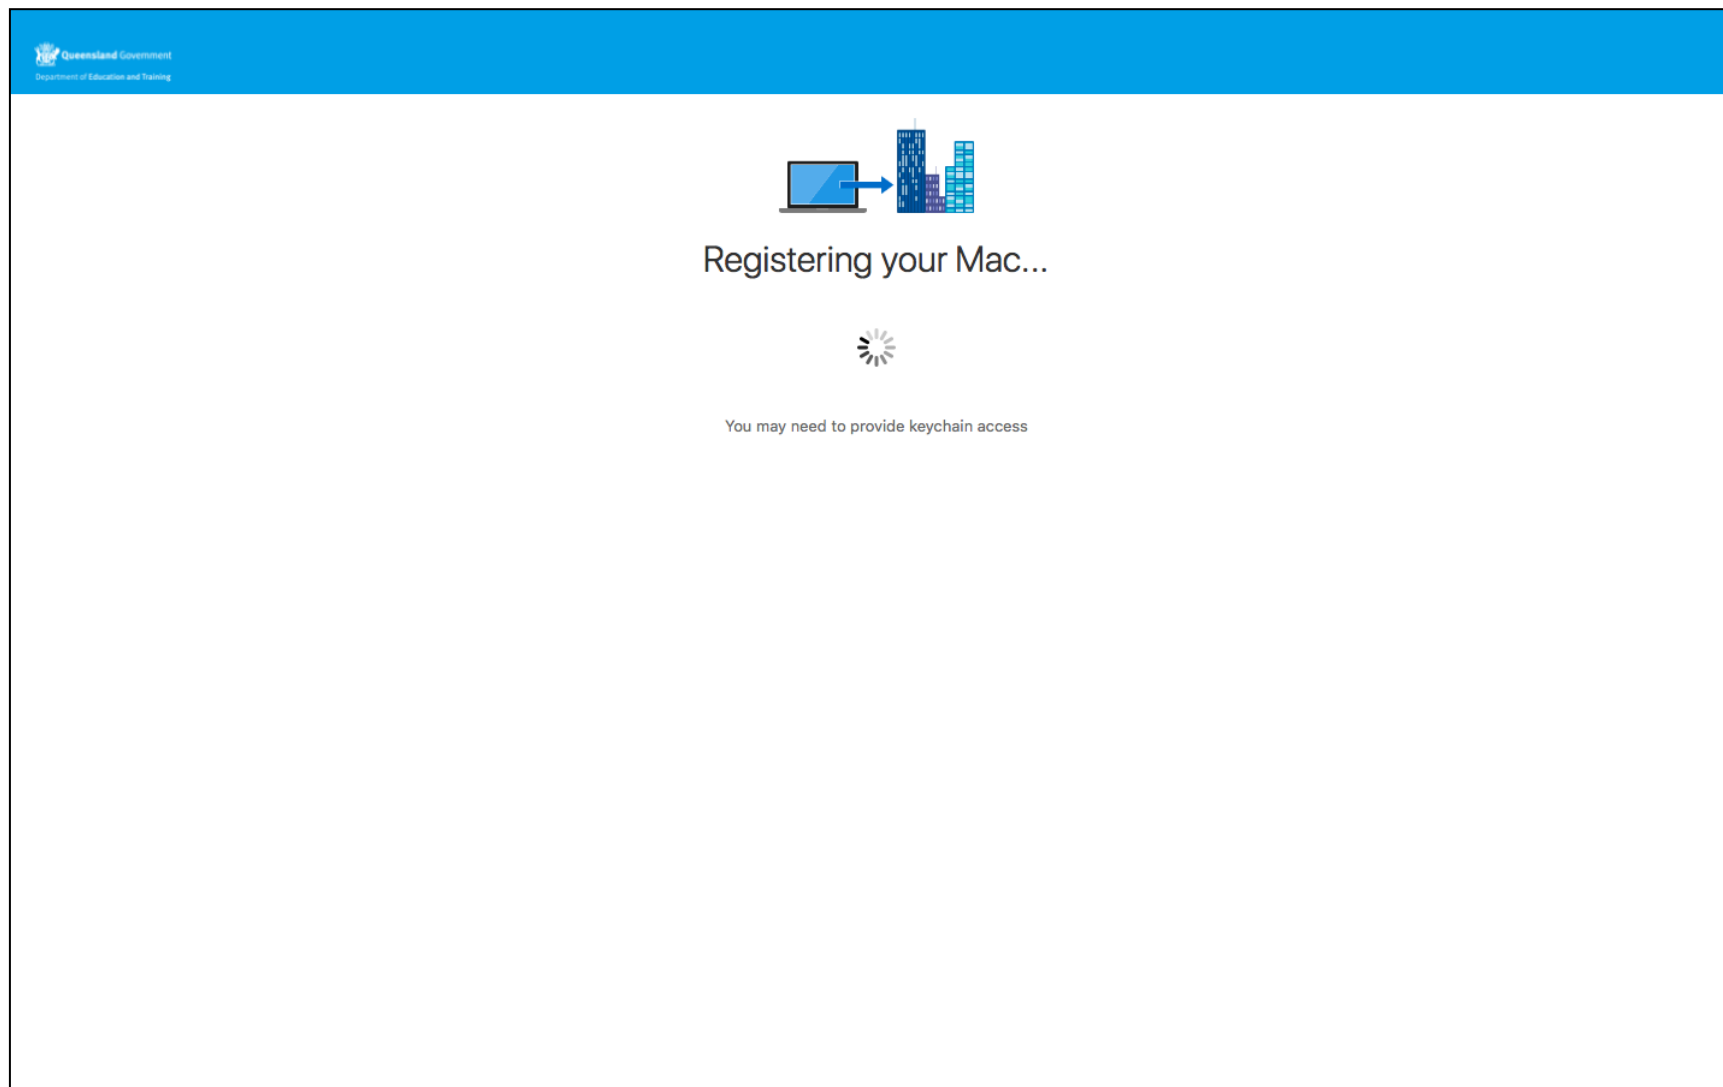 Queensland Government
Department of Education and Training
Registering your Mac...
You may need to provide keychain access